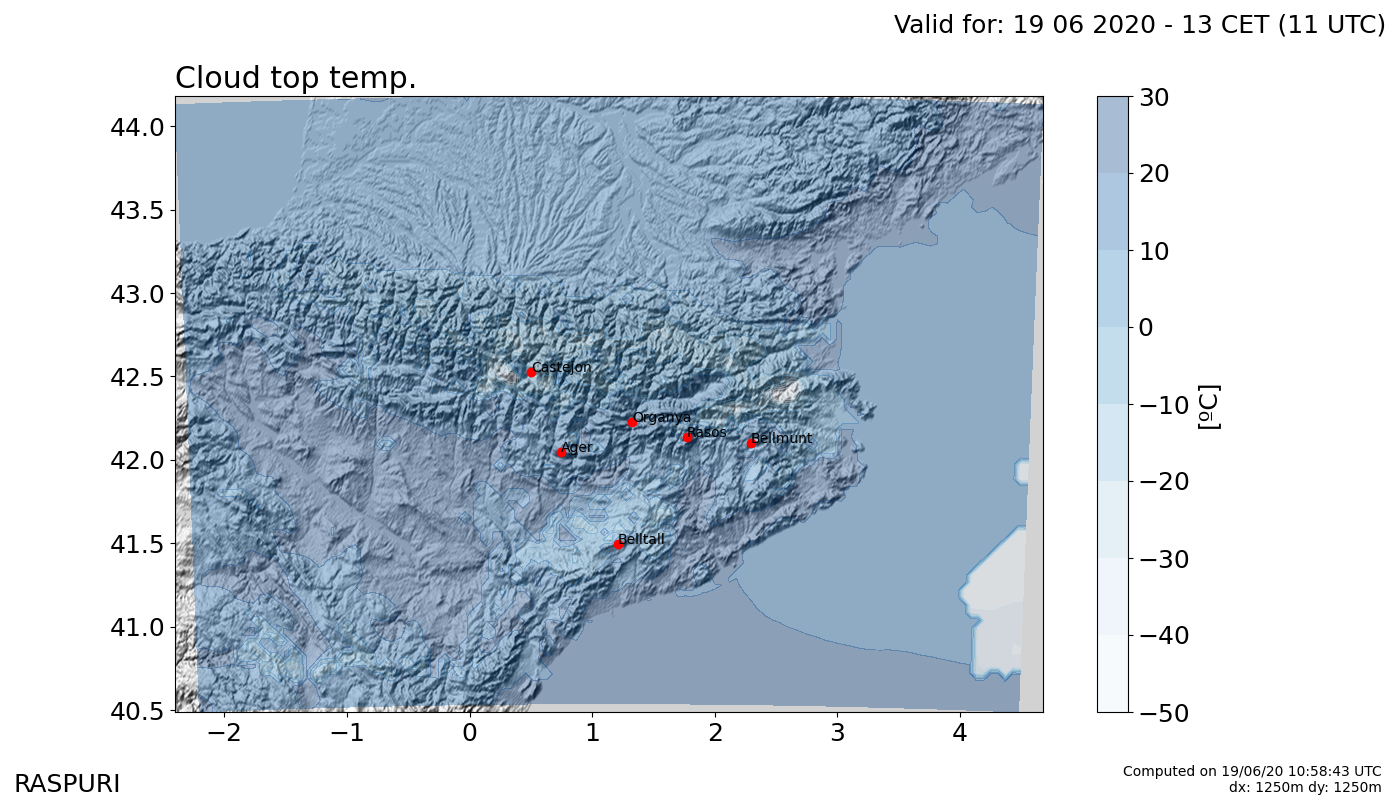 Valid for: 19 06 2020 - 13 CET (11 UTC)
Cloud top temp.
44.0
43.5
43.0
42.5
42.0
41.5
41.0
40.5
−2
−1
0
1
2
3
4
Castejon
Organya
Rasos
Bellmunt
Ager
Belltall
30
20
10
0
−10
−20
−30
−40
−50
[ºC]
RASPURI
Computed on 19/06/20 10:58:43 UTC
dx: 1250m dy: 1250m